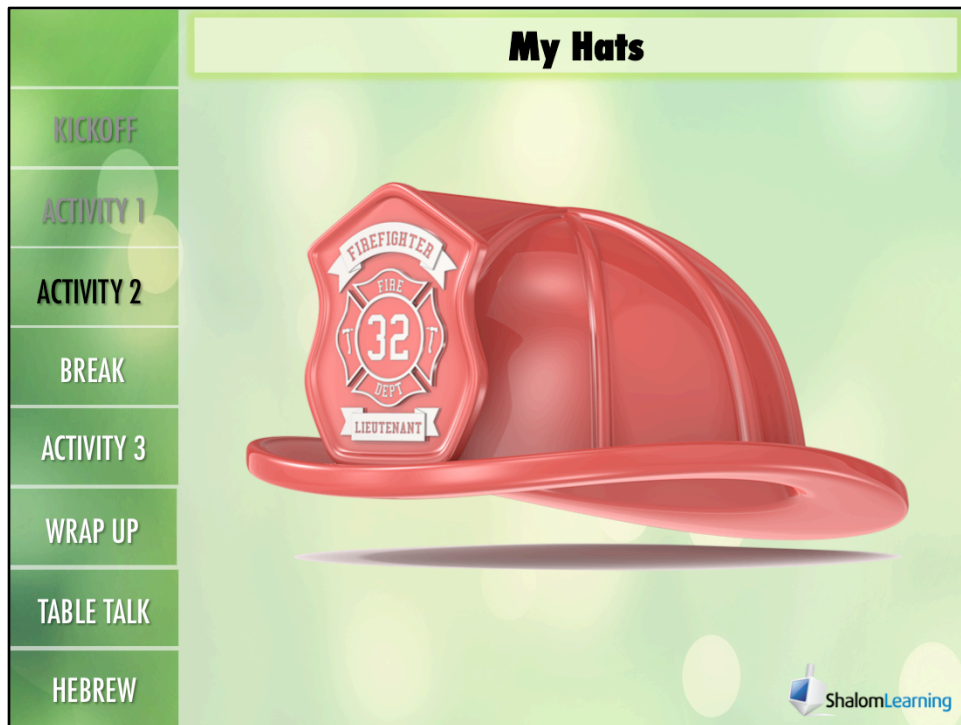 My Hats
KICKOFF
ACTIVITY 1
ACTIVITY 2
BREAK
ACTIVITY 3
WRAP UP
TABLE TALK
HEBREW
FIREFIGHTER
FIRE
32
DEPT
LIEUTENANT
ShalomLearning